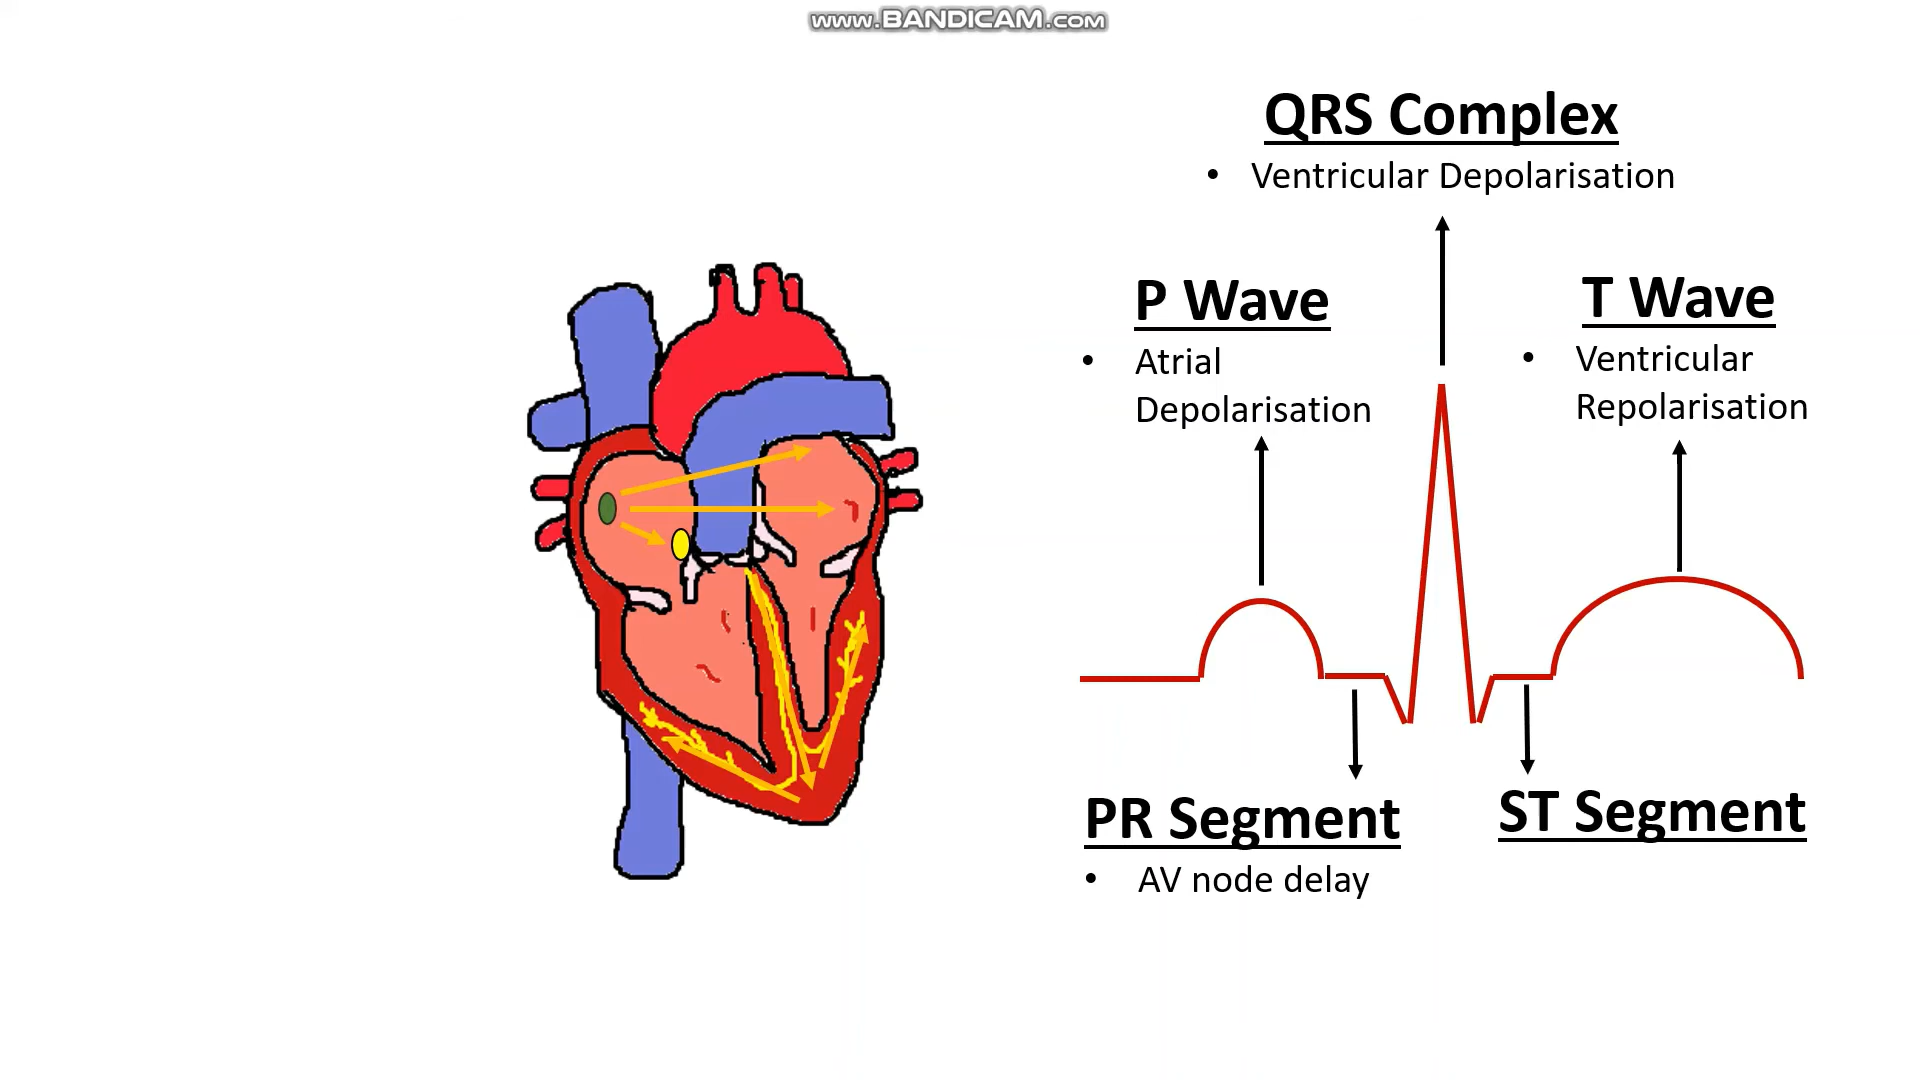 www.BANDICAM.com
QRS Complex
• Ventricular Depolarisation
P Wave
• Atrial
Depolarisation
T Wave
• Ventricular
Repolarisation
PR Segment
• AV node delay
ST Segment